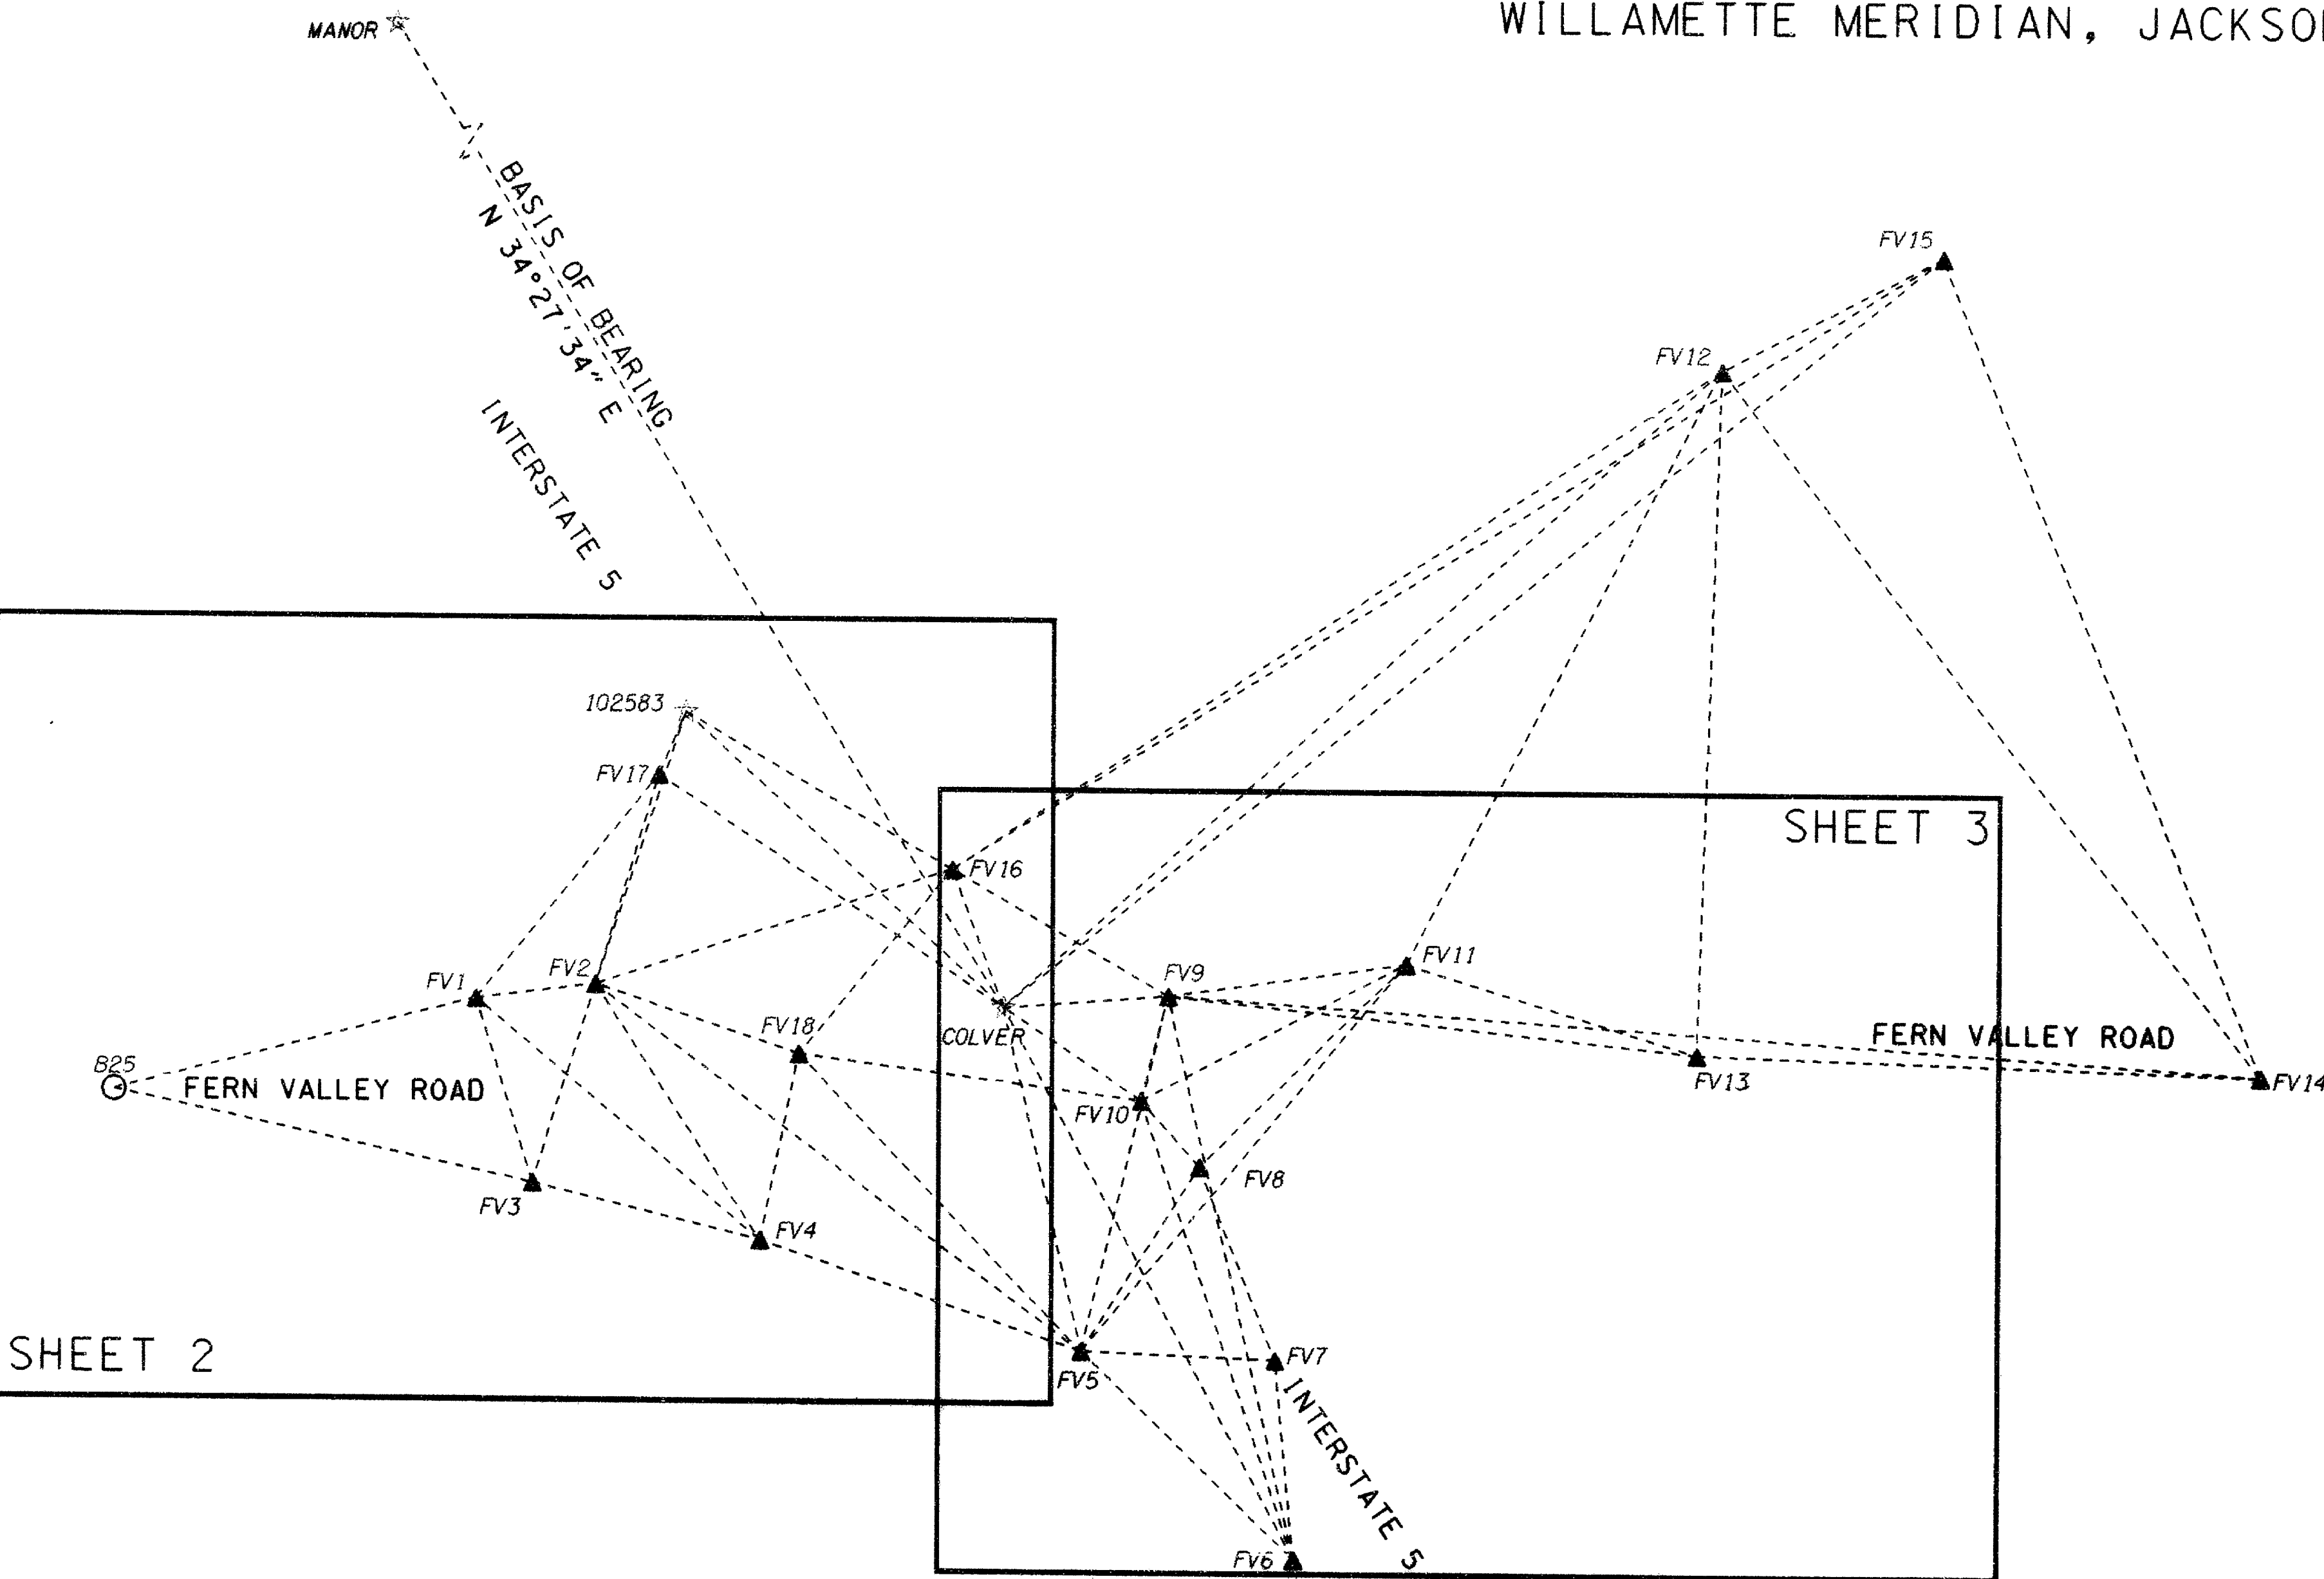 WILLAMETTE MERIDIAN, JACKSON
MANOR
BASIS OF BEARING
N 34°27'34" E
INTERSTATE 5
FV15
FV12
102583
FV17
SHEET 3
FV16
FV1
FV2
FV9
FV11
FV18
COLVER
FERN VALLEY ROAD
B25
FERN VALLEY ROAD
FV10
FV13
FV14
FV8
FV3
FV4
SHEET 2
FV5
FV7
INTERSTATE 5
FV6